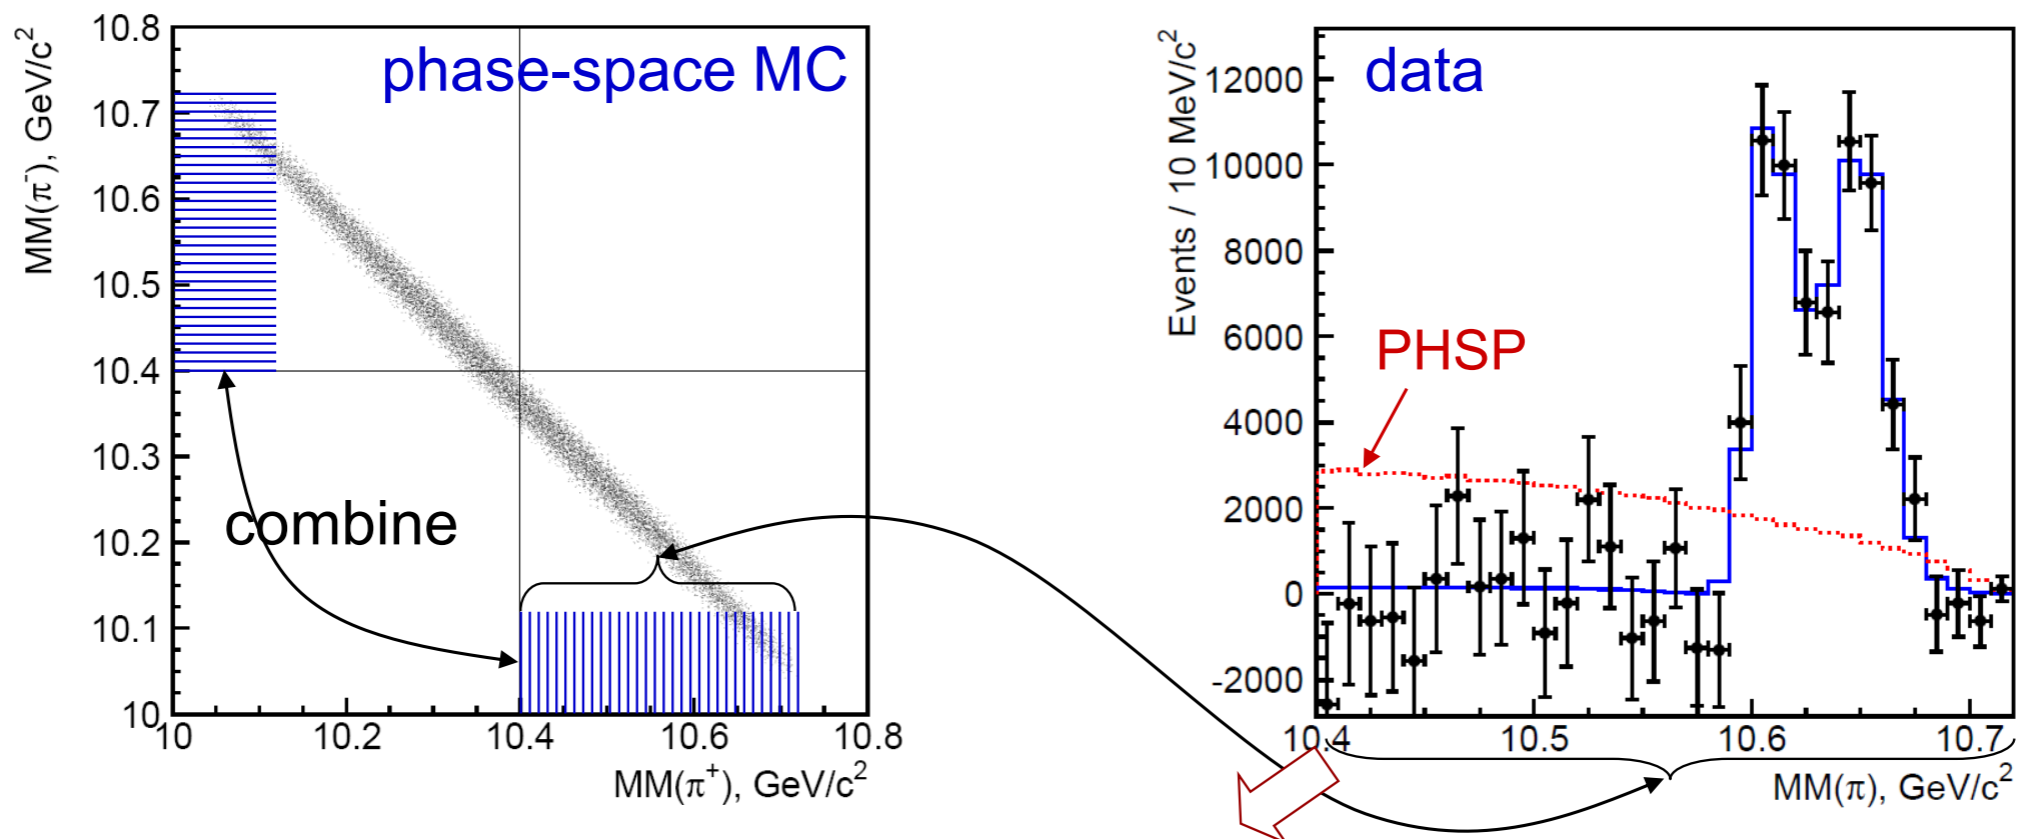 phase-space MC
MM(π⁻), GeV/c²
10.8
10.7
10.6
10.5
10.4
10.3
10.2
10.1
10
combine
10 10.2 10.4 10.6 10.8
MM(π⁺), GeV/c²
data
Events / 10 MeV/c²
12000
10000
8000
6000
4000
2000
0
-2000
PHSP
10.4 10.5 10.6 10.7
MM(π), GeV/c²